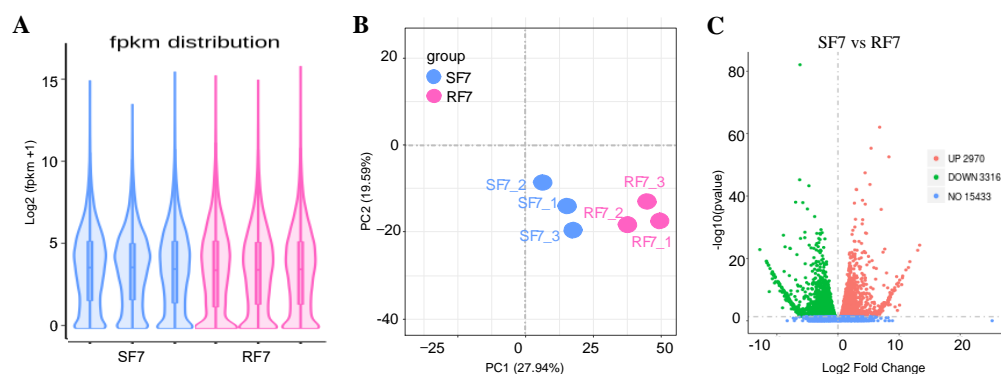 A
fpkm distribution
Log2 (fpkm +1)
15
10
5
0
SF7
RF7
B
group
SF7
RF7
PC2 (19.59%)
20
0
-20
-40
SF7_2
SF7_1
SF7_3
RF7_3
RF7_2
RF7_1
-25
0
25
50
PC1 (27.94%)
C
SF7 vs RF7
-log10(pvalue)
-80
60
40
20
0
UP 2970
DOWN 3316
NO 15433
-10
0
10
20
Log2 Fold Change